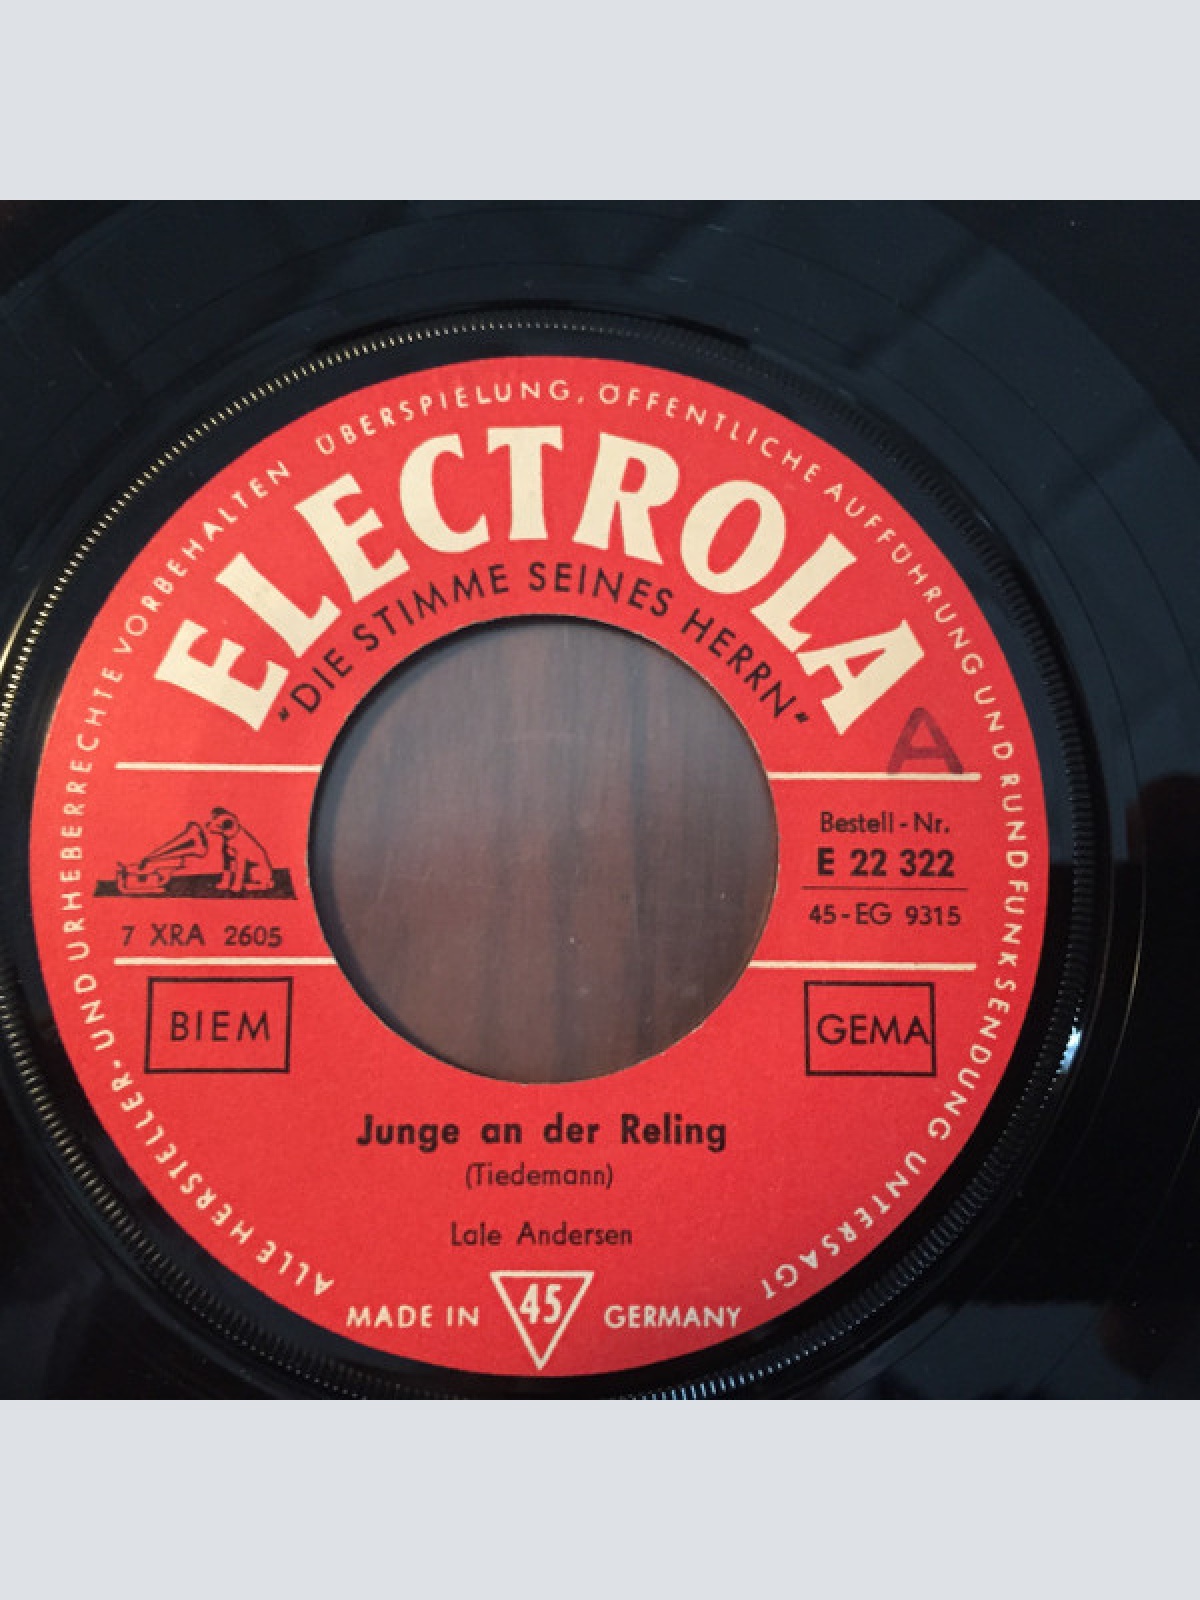 ALLE HERSTELLER- UND URHEBERRECHTE VORBEHALTEN ÜBERSPIELUNG, ÖFFENTLICHE AUFFÜHRUNG UND RUNDFUNKSENDUNG UNTERSAGT
ELECTROLA
"DIE STIMME SEINES HERRN"
A
Bestell-Nr.
E 22 322
45-EG 9315
7 XRA 2605
BIEM
GEMA
Junge an der Reling
(Tiedemann)
Lale Andersen
MADE IN 45 GERMANY